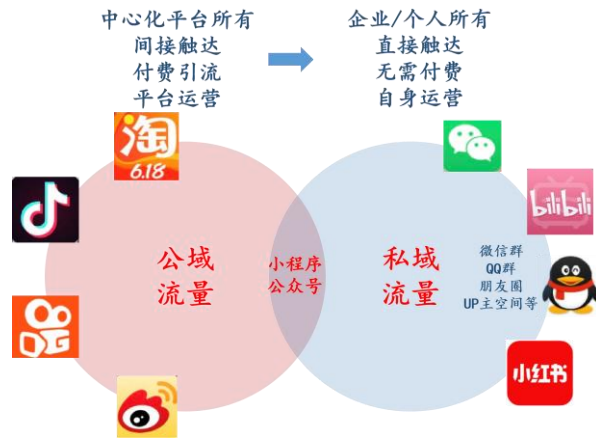 中心化平台所有
间接触达
付费引流
平台运营
企业/个人所有
直接触达
无需付费
自身运营
淘
6.18
bilibili
公域
流量
小程序
公众号
私域
流量
微信群
QQ群
朋友圈
UP主空间等
小红书